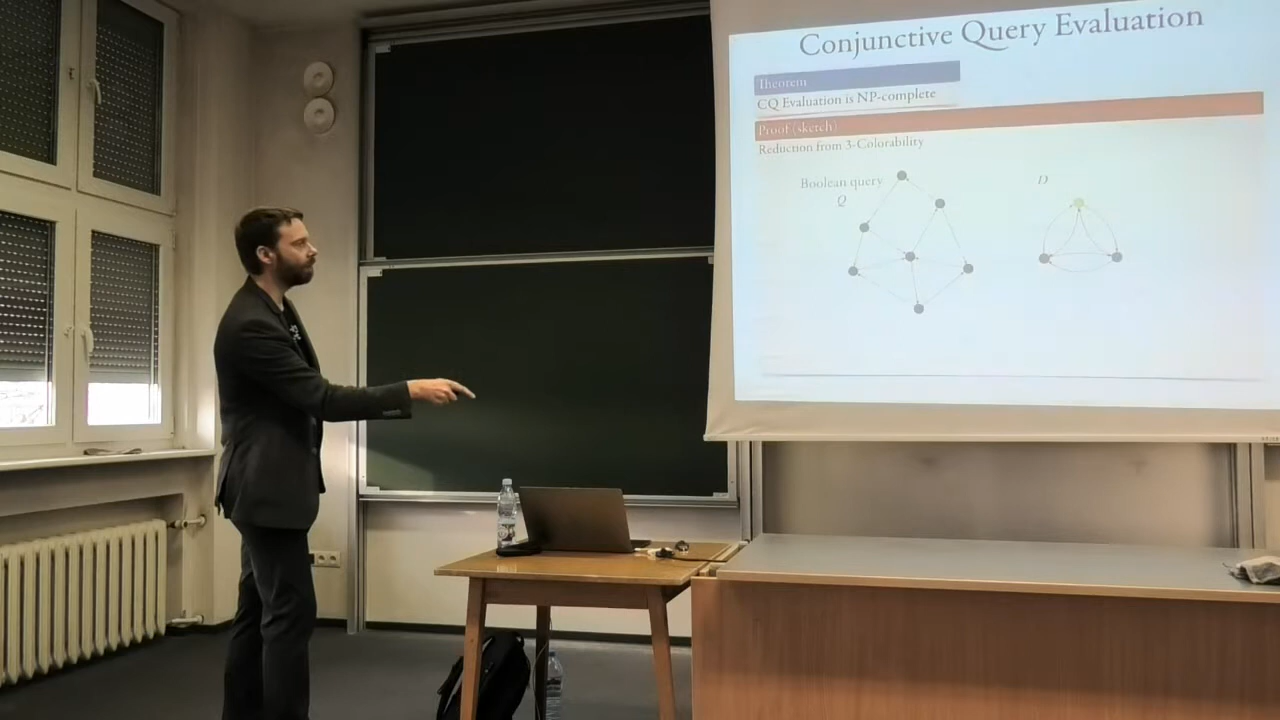 Conjunctive Query Evaluation
Theorem
CQ Evaluation is NP-complete
Proof (sketch)
Reduction from 3-Colorability
Boolean query
Q
D